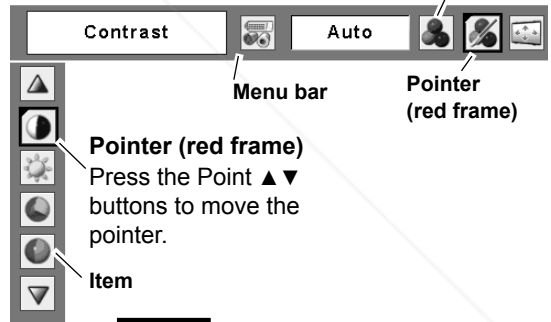 Contrast
Auto
Menu bar
Pointer
(red frame)
Pointer (red frame)
Press the Point ▲▼
buttons to move the
pointer.
Item